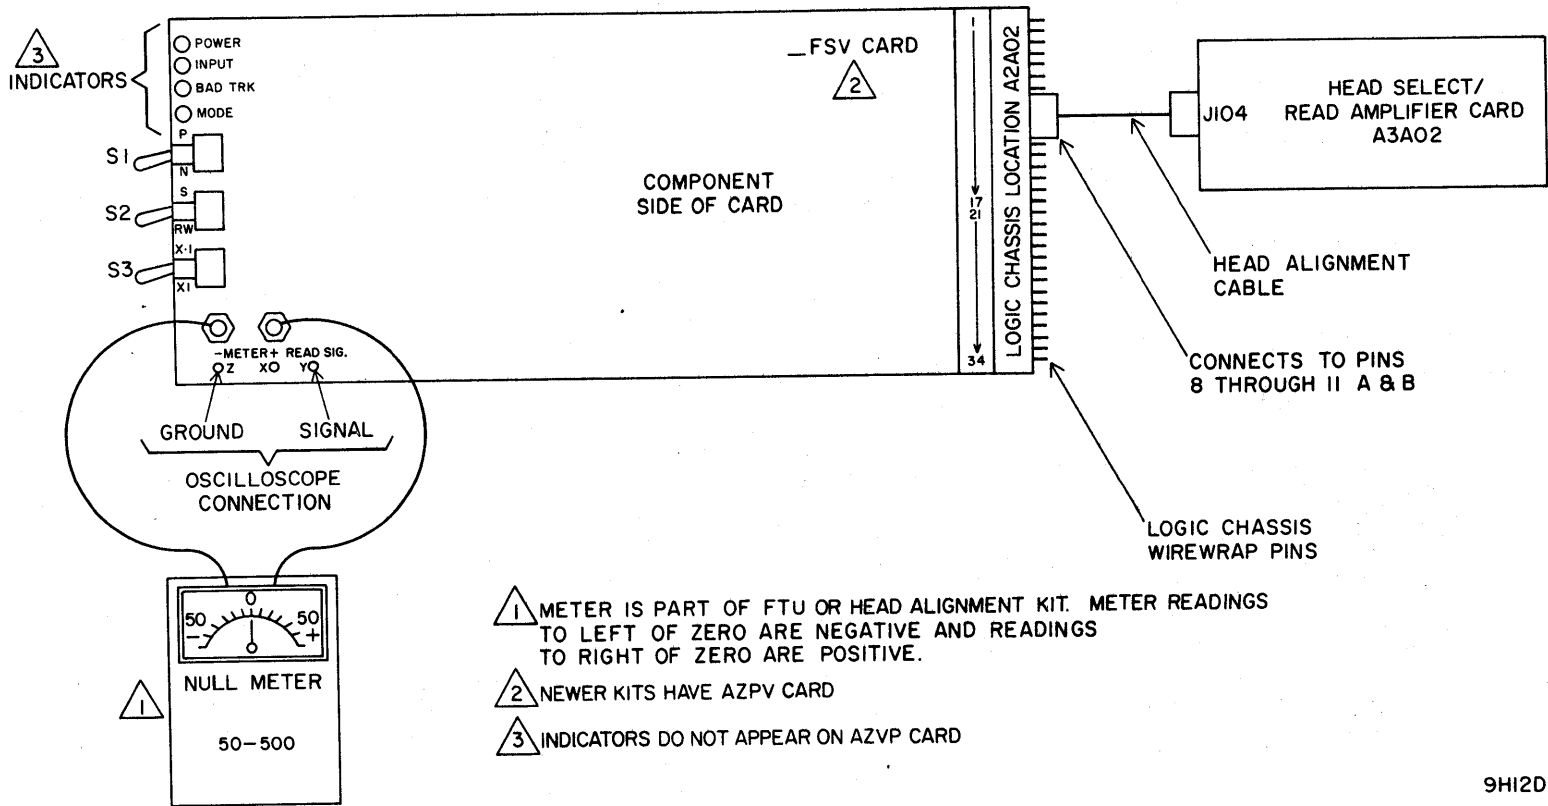 3
INDICATORS
POWER
INPUT
BAD TRK
MODE
P
S1
N
S
S2
RW
X·1
S3
X1
_FSV CARD
2
COMPONENT
SIDE OF CARD
1
17
21
34
LOGIC CHASSIS LOCATION A2A02
J104
HEAD SELECT/
READ AMPLIFIER CARD
A3A02
HEAD ALIGNMENT
CABLE
CONNECTS TO PINS
8 THROUGH 11 A & B
LOGIC CHASSIS
WIREWRAP PINS
-METER+ READ SIG.
Z X Y
GROUND SIGNAL
OSCILLOSCOPE
CONNECTION
0
50 50
- +
NULL METER
50-500
1
1 METER IS PART OF FTU OR HEAD ALIGNMENT KIT. METER READINGS
TO LEFT OF ZERO ARE NEGATIVE AND READINGS
TO RIGHT OF ZERO ARE POSITIVE.
2 NEWER KITS HAVE AZPV CARD
3 INDICATORS DO NOT APPEAR ON AZVP CARD
9H12D